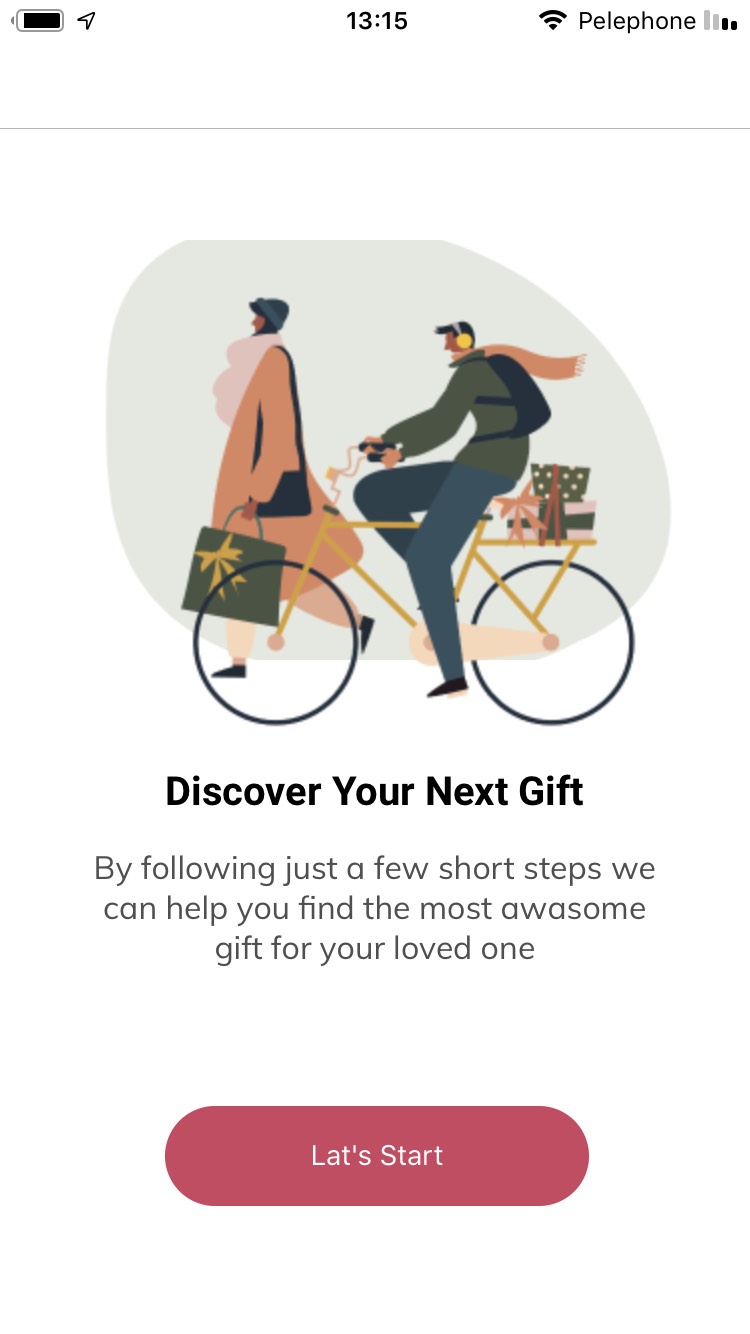 13:15
Pelephone
Discover Your Next Gift
By following just a few short steps we
can help you find the most awasome
gift for your loved one
Lat's Start